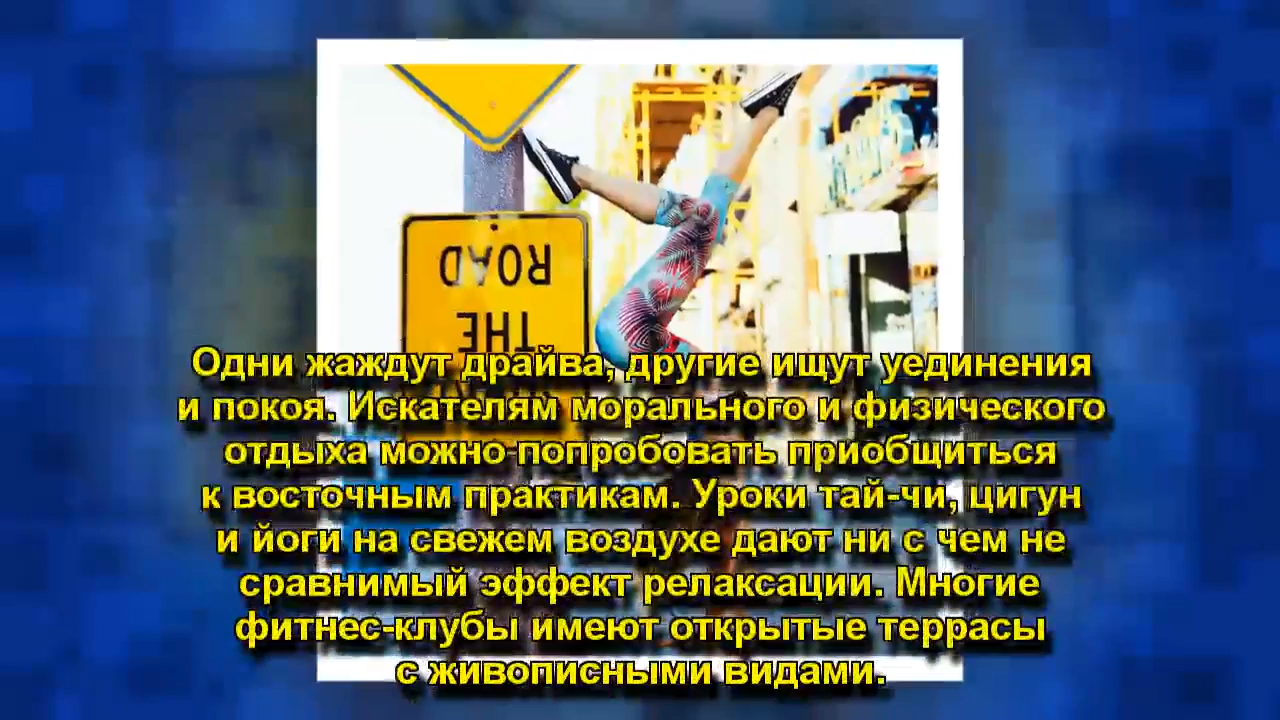 ROAD
THE
Одни жаждут драйва, другие ищут уединения
и покоя. Искателям морального и физического
отдыха можно попробовать приобщиться
к восточным практикам. Уроки тай-чи, цигун
и йоги на свежем воздухе дают ни с чем не
сравнимый эффект релаксации. Многие
фитнес-клубы имеют открытые террасы
с живописными видами.